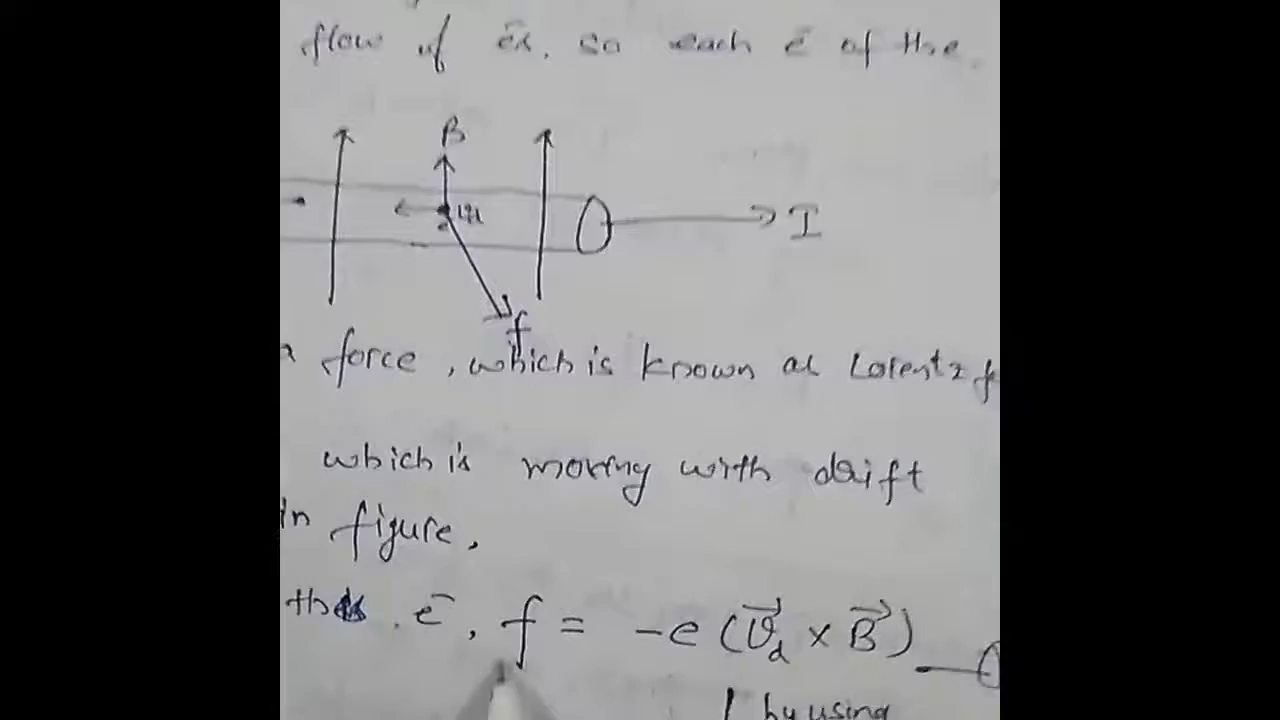 flow of e̅s, so each e̅ of the
B
I
f
force, which is known as Lorentz f
which is moving with drift
in figure,
this e̅, f = -e (v⃗d × B⃗)
by using